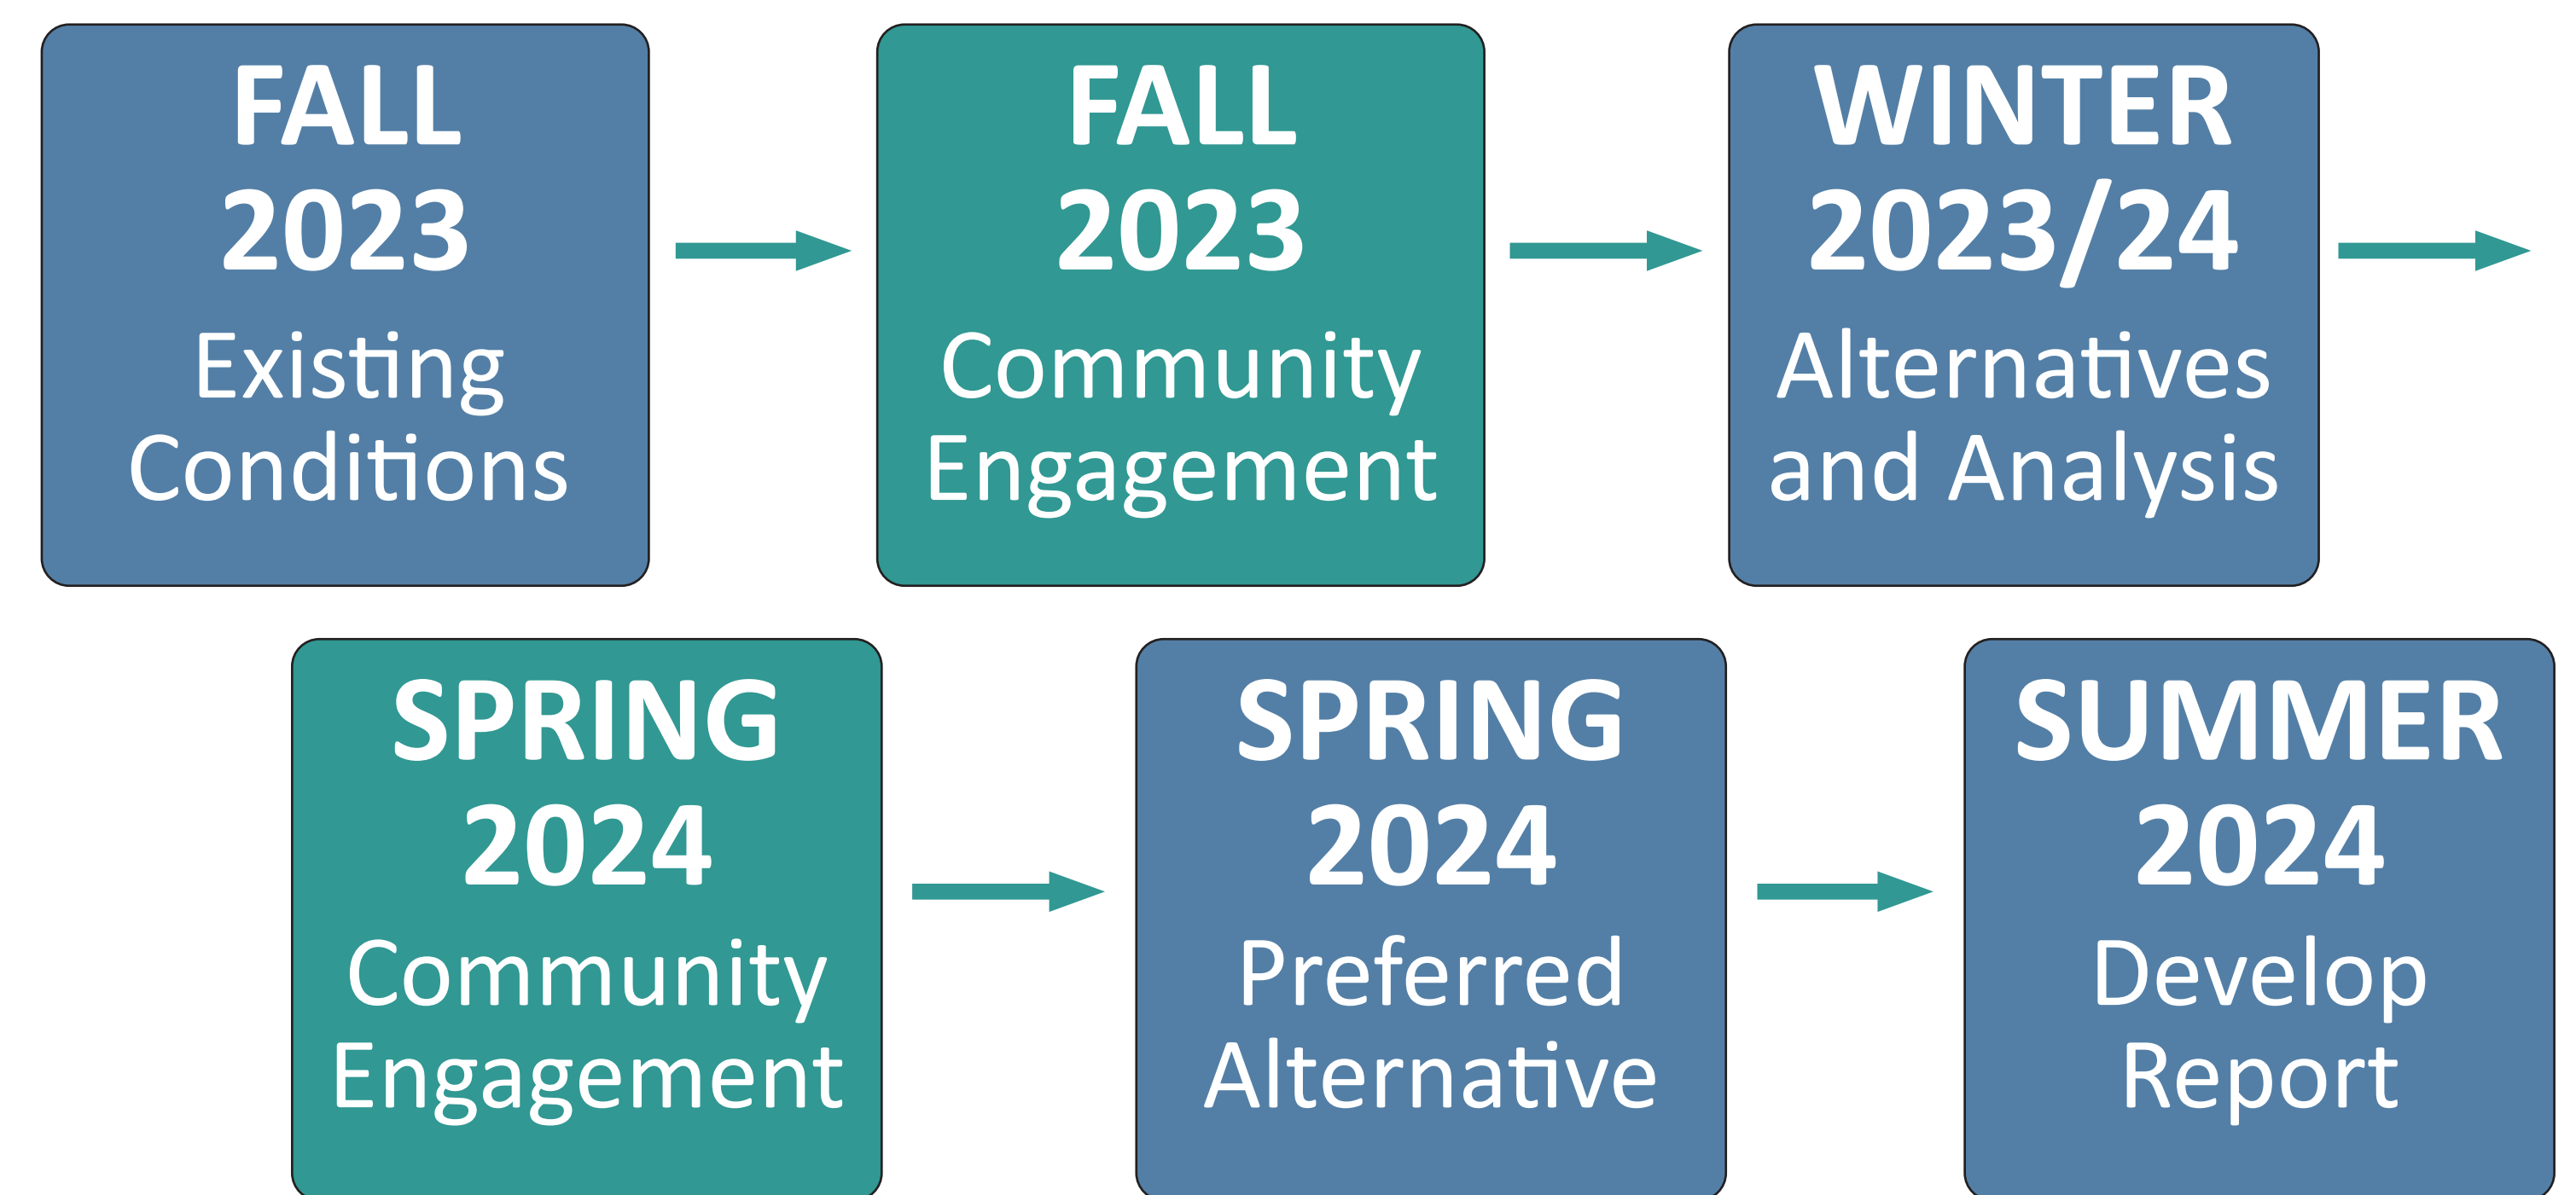 FALL
2023
Existing
Conditions
FALL
2023
Community
Engagement
WINTER
2023/24
Alternatives
and Analysis
SPRING
2024
Community
Engagement
SPRING
2024
Preferred
Alternative
SUMMER
2024
Develop
Report